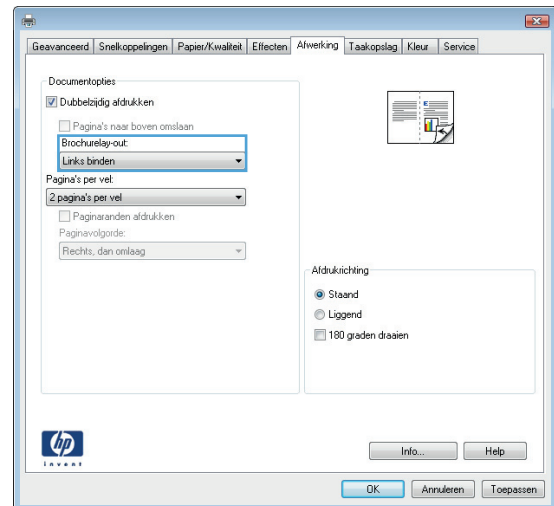 Geavanceerd Snelkoppelingen Papier/Kwaliteit Effecten Afwerking Taakopslag Kleur Service
Documentopties
Dubbelzijdig afdrukken
Pagina's naar boven omslaan
Brochurelay-out:
Links binden
Pagina's per vel:
2 pagina's per vel
Paginaranden afdrukken
Paginavolgorde:
Rechts, dan omlaag
Afdrukrichting
Staand
Liggend
180 graden draaien
hp
invent
Info... Help
OK Annuleren Toepassen